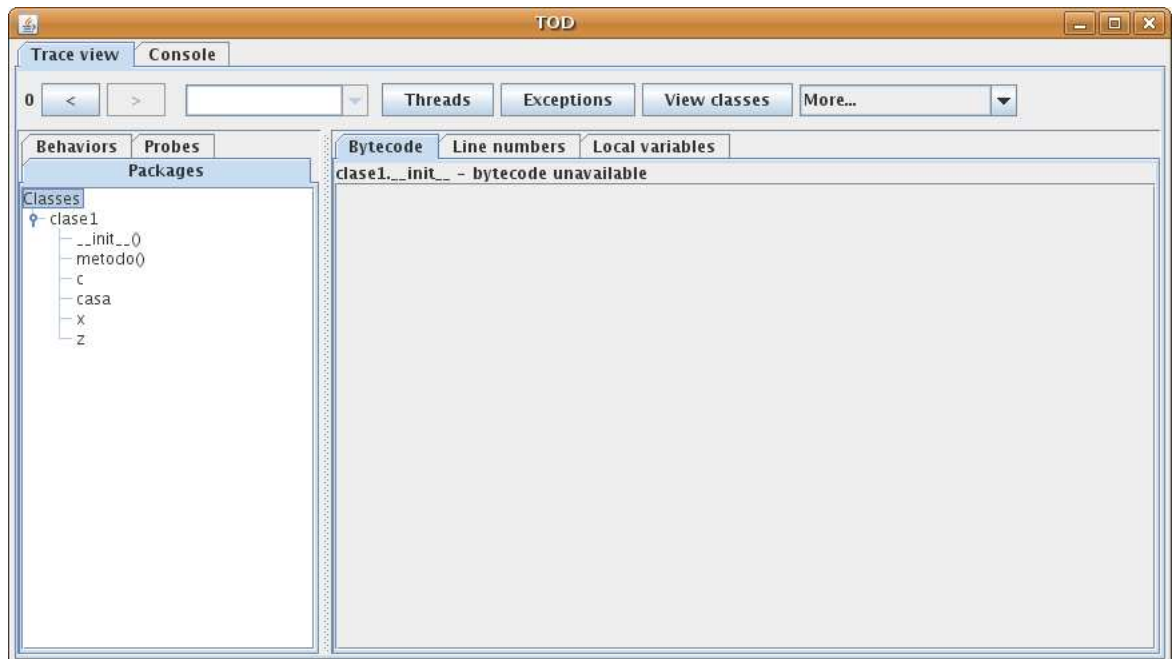 TOD
Trace view Console
0 < > Threads Exceptions View classes More...
Behaviors Probes
Packages
Classes
clase1
__init__()
metodo()
c
casa
x
z
Bytecode Line numbers Local variables
clase1.__init__ - bytecode unavailable